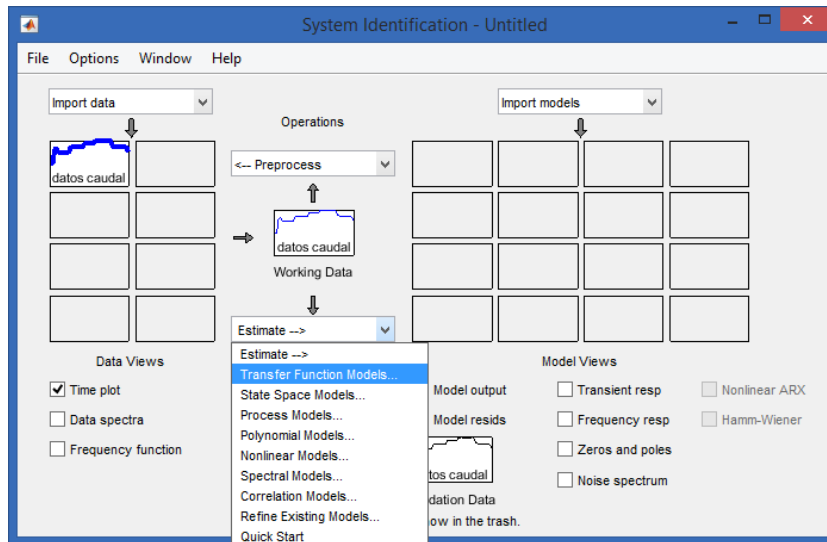 System Identification - Untitled
File Options Window Help
Import data
Import models
Operations
<-- Preprocess
datos caudal
datos caudal
Working Data
Estimate -->
Estimate -->
Transfer Function Models...
State Space Models...
Process Models...
Polynomial Models...
Nonlinear Models...
Spectral Models...
Correlation Models...
Refine Existing Models...
Quick Start
Data Views
Time plot
Data spectra
Frequency function
Model Views
Model output
Transient resp
Nonlinear ARX
Model resids
Frequency resp
Hamm-Wiener
Zeros and poles
tos caudal
Noise spectrum
dation Data
ow in the trash.